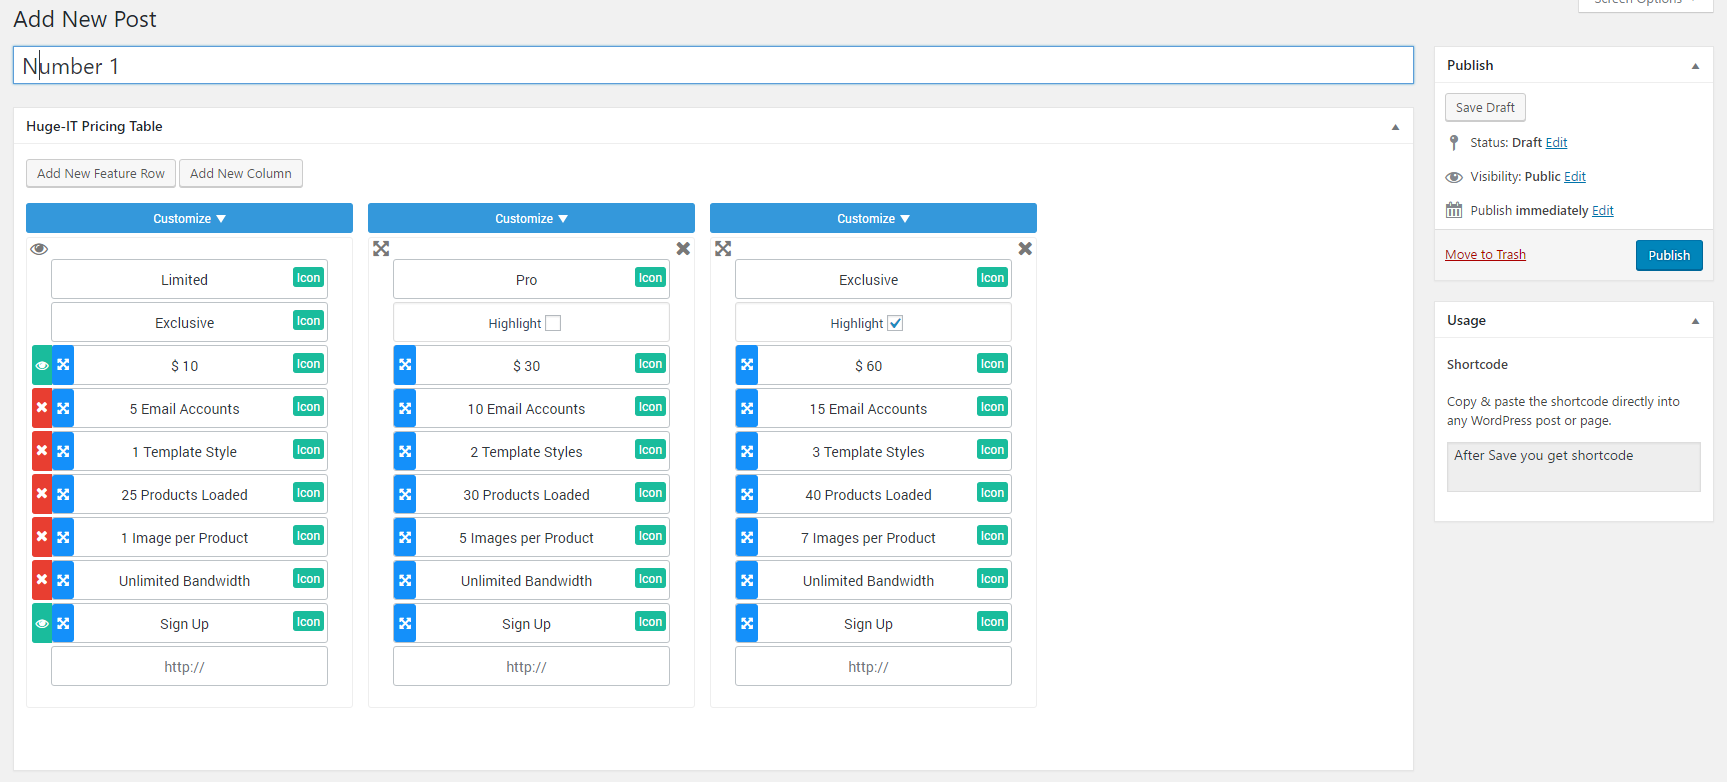 Screen Options
Add New Post
Number 1
Huge-IT Pricing Table
Add New Feature Row Add New Column
Customize Customize Customize
Limited Icon Pro Icon Exclusive Icon
Exclusive Icon Highlight Highlight
$ 10 Icon $ 30 Icon $ 60 Icon
5 Email Accounts Icon 10 Email Accounts Icon 15 Email Accounts Icon
1 Template Style Icon 2 Template Styles Icon 3 Template Styles Icon
25 Products Loaded Icon 30 Products Loaded Icon 40 Products Loaded Icon
1 Image per Product Icon 5 Images per Product Icon 7 Images per Product Icon
Unlimited Bandwidth Icon Unlimited Bandwidth Icon Unlimited Bandwidth Icon
Sign Up Icon Sign Up Icon Sign Up Icon
http:// http:// http://
Publish
Save Draft
Status: Draft Edit
Visibility: Public Edit
Publish immediately Edit
Move to Trash Publish
Usage
Shortcode
Copy & paste the shortcode directly into
any WordPress post or page.
After Save you get shortcode